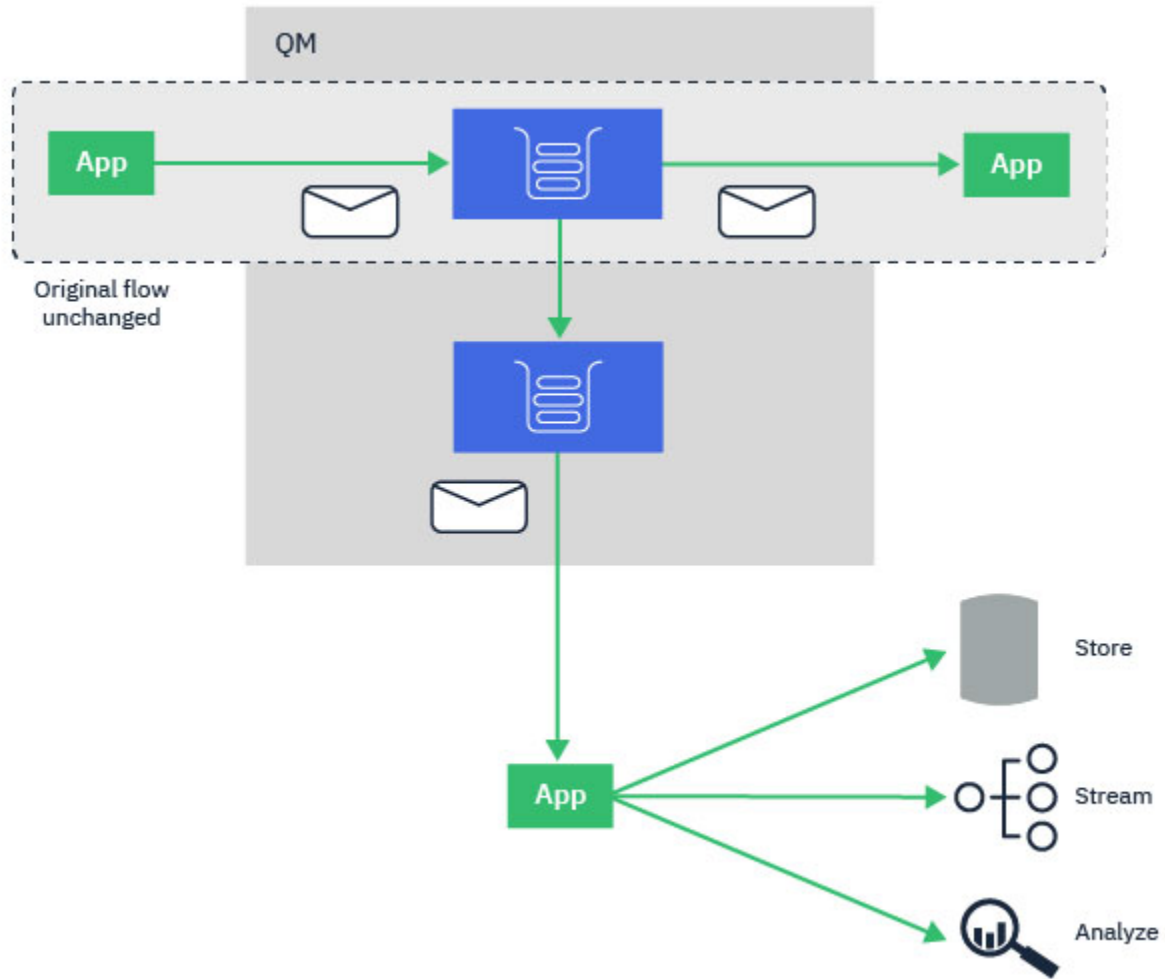 QM
App
App
Original flow
unchanged
Store
App
Stream
Analyze